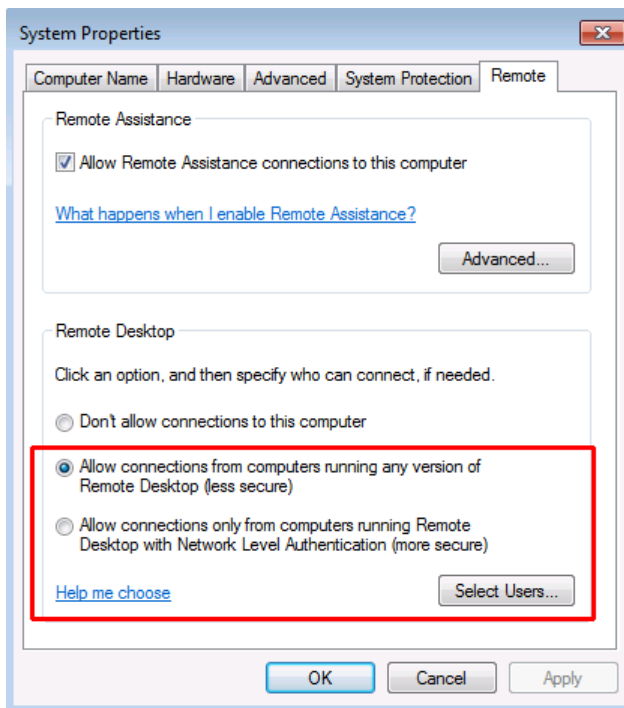 System Properties
Computer Name Hardware Advanced System Protection Remote
Remote Assistance
Allow Remote Assistance connections to this computer
What happens when I enable Remote Assistance?
Advanced...
Remote Desktop
Click an option, and then specify who can connect, if needed.
Don't allow connections to this computer
Allow connections from computers running any version of
Remote Desktop (less secure)
Allow connections only from computers running Remote
Desktop with Network Level Authentication (more secure)
Help me choose Select Users...
OK Cancel Apply